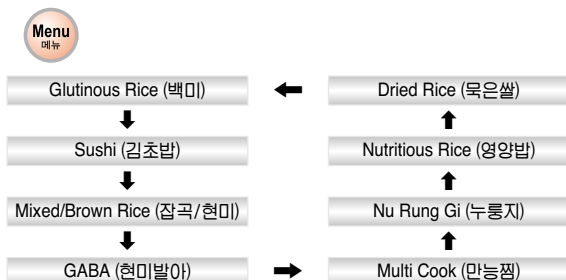 Menu
메뉴
Glutinous Rice (백미)
Sushi (김초밥)
Mixed/Brown Rice (잡곡/현미)
GABA (현미발아)
Multi Cook (만능찜)
Nu Rung Gi (누룽지)
Nutritious Rice (영양밥)
Dried Rice (묵은쌀)